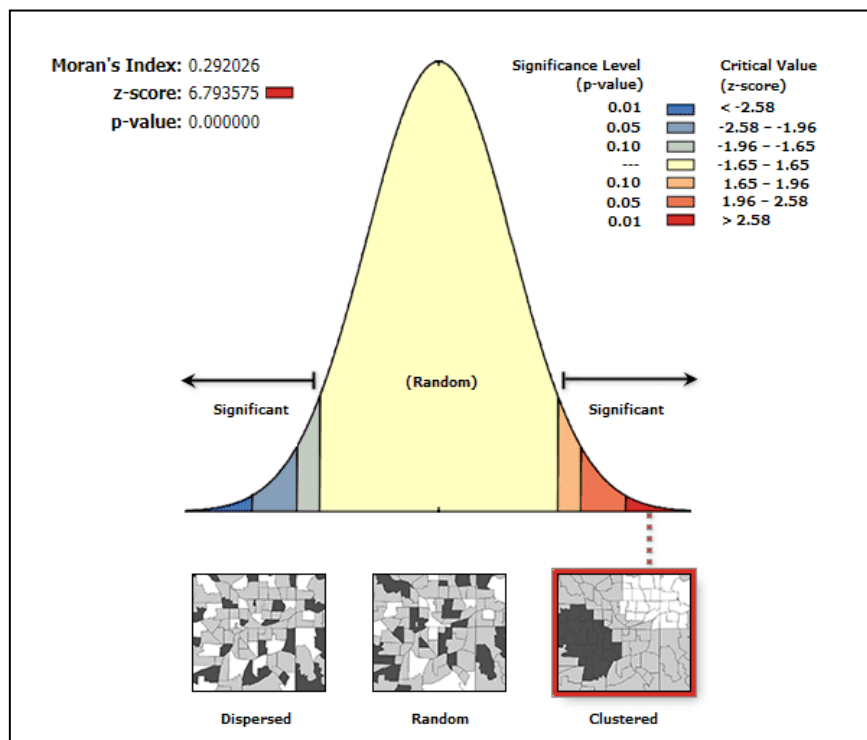 Moran's Index: 0.292026
z-score: 6.793575
p-value: 0.000000
Significance Level
(p-value)
Critical Value
(z-score)
0.01 < -2.58
0.05 -2.58 – -1.96
0.10 -1.96 – -1.65
--- -1.65 – 1.65
0.10 1.65 – 1.96
0.05 1.96 – 2.58
0.01 > 2.58
(Random)
Significant
Significant
Dispersed
Random
Clustered